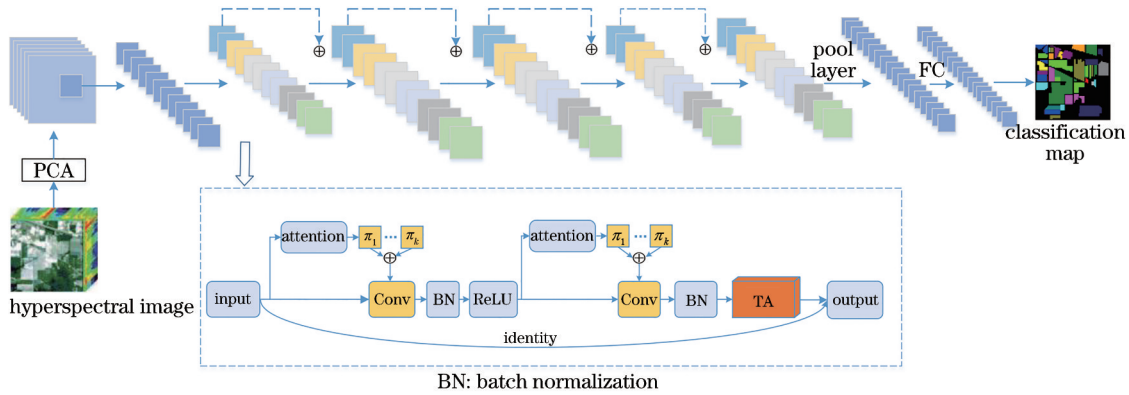 pool
layer
FC
classification
map
PCA
hyperspectral image
attention
π1 ... πk
attention
π1 ... πk
input
Conv
BN
ReLU
Conv
BN
TA
output
identity
BN: batch normalization